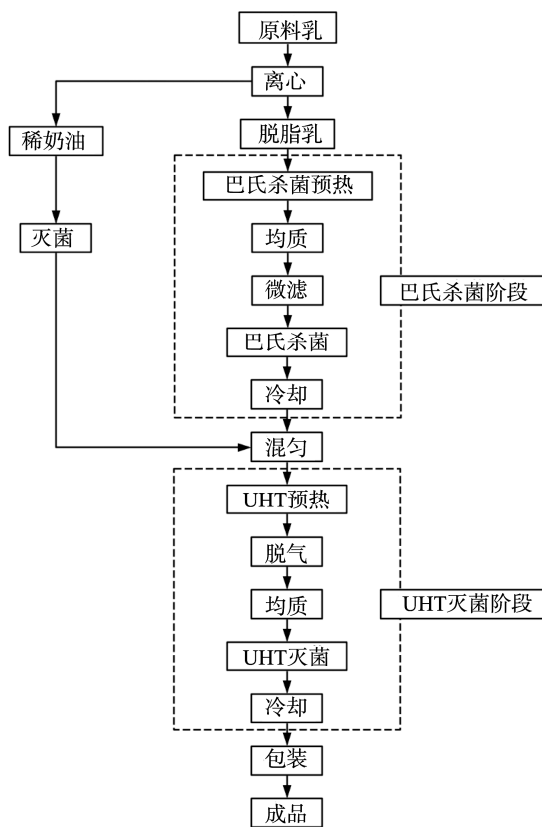 原料乳
离心
稀奶油
脱脂乳
巴氏杀菌预热
灭菌
均质
微滤
巴氏杀菌阶段
巴氏杀菌
冷却
混匀
UHT预热
脱气
均质
UHT灭菌阶段
UHT灭菌
冷却
包装
成品